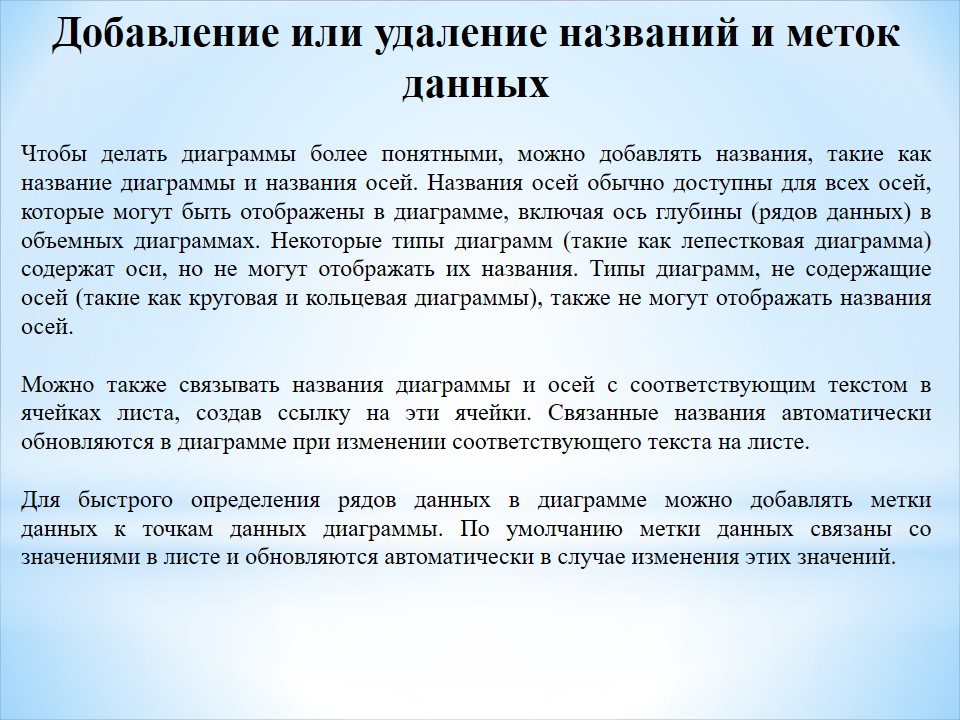 Добавление или удаление названий и меток
данных
Чтобы делать диаграммы более понятными, можно добавлять названия, такие как
название диаграммы и названия осей. Названия осей обычно доступны для всех осей,
которые могут быть отображены в диаграмме, включая ось глубины (рядов данных) в
объемных диаграммах. Некоторые типы диаграмм (такие как лепестковая диаграмма)
содержат оси, но не могут отображать их названия. Типы диаграмм, не содержащие
осей (такие как круговая и кольцевая диаграммы), также не могут отображать названия
осей.
Можно также связывать названия диаграммы и осей с соответствующим текстом в
ячейках листа, создав ссылку на эти ячейки. Связанные названия автоматически
обновляются в диаграмме при изменении соответствующего текста на листе.
Для быстрого определения рядов данных в диаграмме можно добавлять метки
данных к точкам данных диаграммы. По умолчанию метки данных связаны со
значениями в листе и обновляются автоматически в случае изменения этих значений.